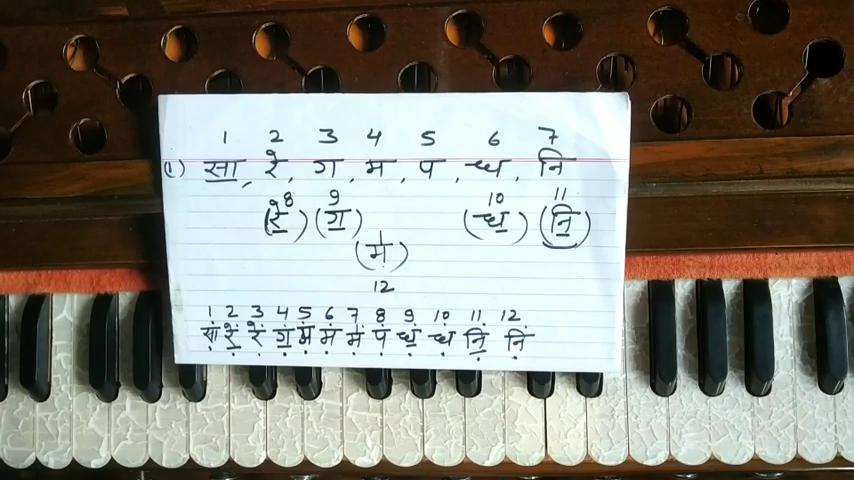 1 2 3 4 5 6 7
(1) सा, रे, ग, म, प, ध, नि
8 9 10 11
(रे॒) (ग॒) (ध॒) (नि॒)
(म॑)
12
1 2 3 4 5 6 7 8 9 10 11 12
सा रे॒ रे ग॒ ग म म॑ प ध॒ ध नि॒ नि